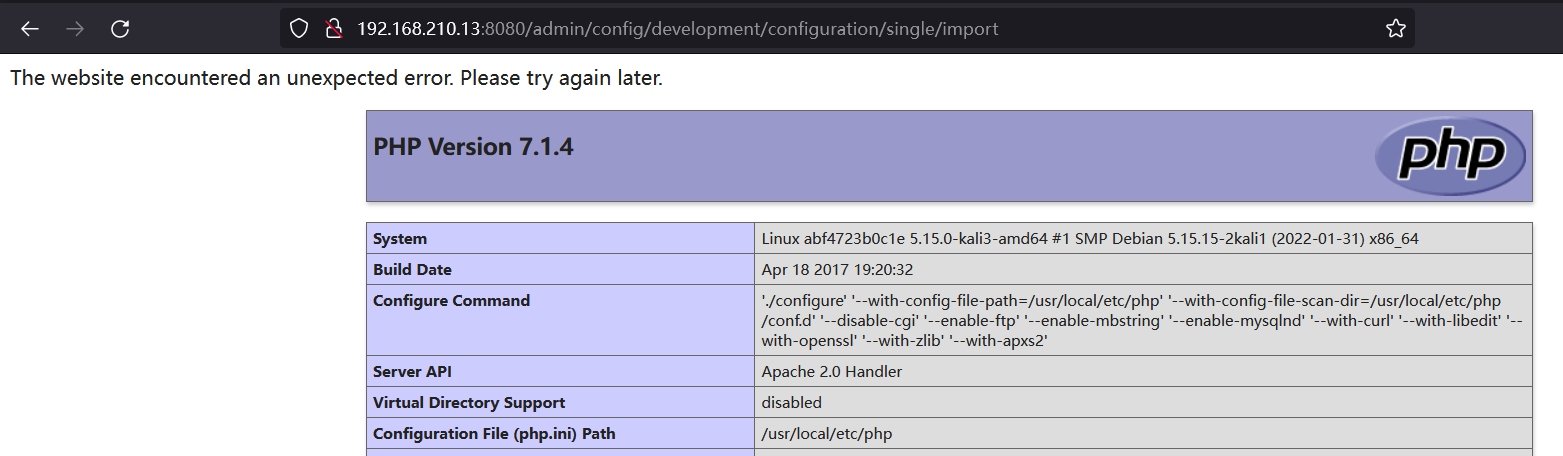 192.168.210.13:8080/admin/config/development/configuration/single/import
The website encountered an unexpected error. Please try again later.
PHP Version 7.1.4
php
System
Linux abf4723b0c1e 5.15.0-kali3-amd64 #1 SMP Debian 5.15.15-2kali1 (2022-01-31) x86_64
Build Date
Apr 18 2017 19:20:32
Configure Command
'./configure' '--with-config-file-path=/usr/local/etc/php' '--with-config-file-scan-dir=/usr/local/etc/php
/conf.d' '--disable-cgi' '--enable-ftp' '--enable-mbstring' '--enable-mysqlnd' '--with-curl' '--with-libedit' '--
with-openssl' '--with-zlib' '--with-apxs2'
Server API
Apache 2.0 Handler
Virtual Directory Support
disabled
Configuration File (php.ini) Path
/usr/local/etc/php